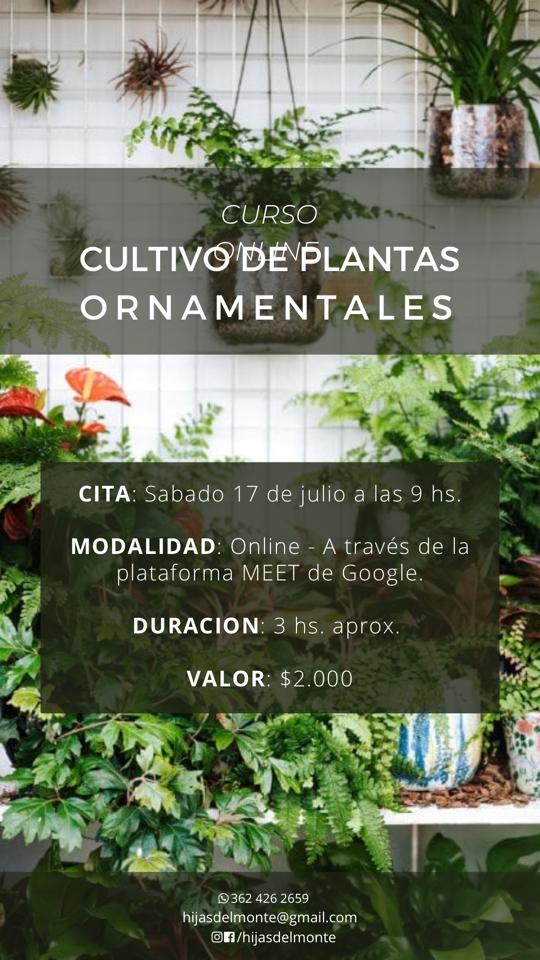 CURSO
ONLINE
CULTIVO DE PLANTAS
ORNAMENTALES
CITA: Sabado 17 de julio a las 9 hs.
MODALIDAD: Online - A través de la
plataforma MEET de Google.
DURACION: 3 hs. aprox.
VALOR: $2.000
362 426 2659
hijasdelmonte@gmail.com
/hijasdelmonte